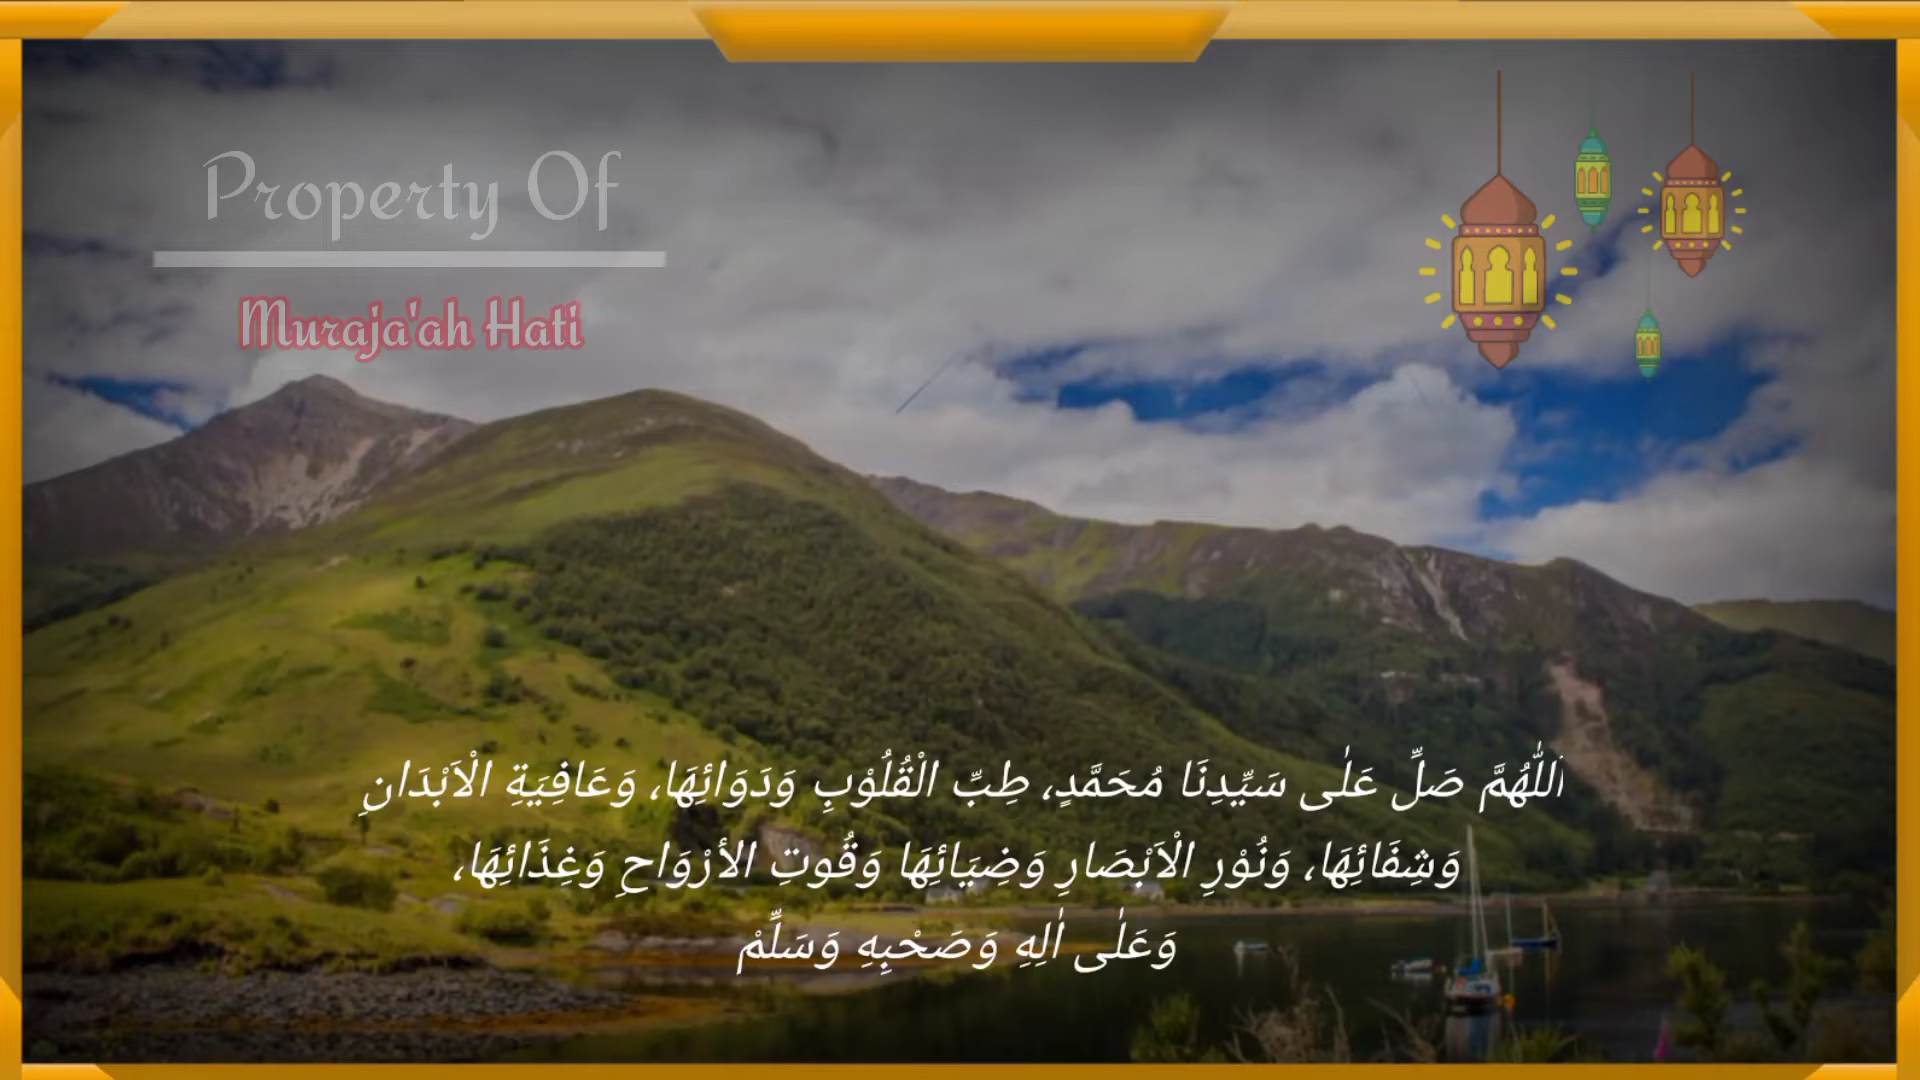 Property Of
Muraja'ah Hati
اَللّٰهُمَّ صَلِّ عَلٰى سَيِّدِنَا مُحَمَّدٍ، طِبِّ الْقُلُوْبِ وَدَوَائِهَا، وَعَافِيَةِ الْاَبْدَانِ
وَشِفَائِهَا، وَنُوْرِ الْاَبْصَارِ وَضِيَائِهَا وَقُوتِ الأرْوَاحِ وَغِذَائِهَا،
وَعَلٰى اٰلِهِ وَصَحْبِهِ وَسَلِّمْ